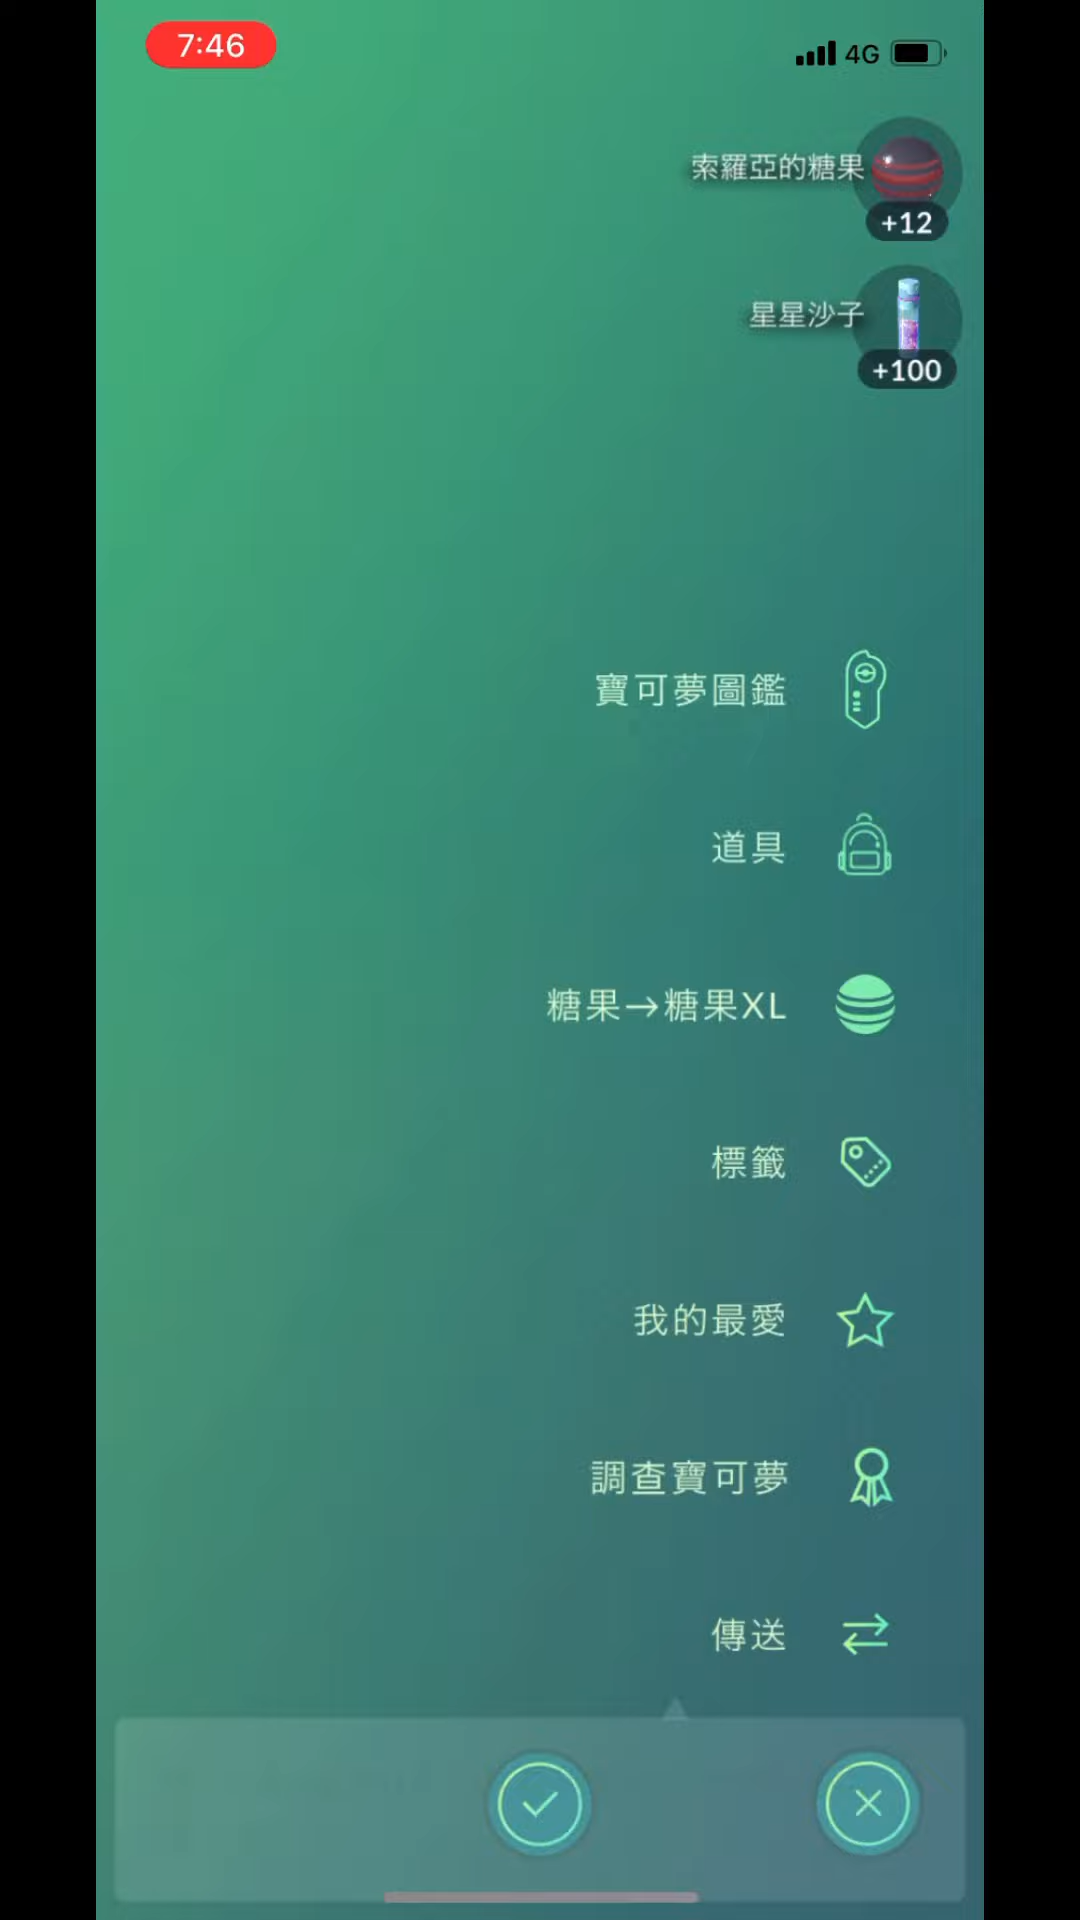 7:46
4G
索羅亞的糖果
+12
星星沙子
+100
寶可夢圖鑑
道具
糖果→糖果XL
標籤
我的最愛
調查寶可夢
傳送